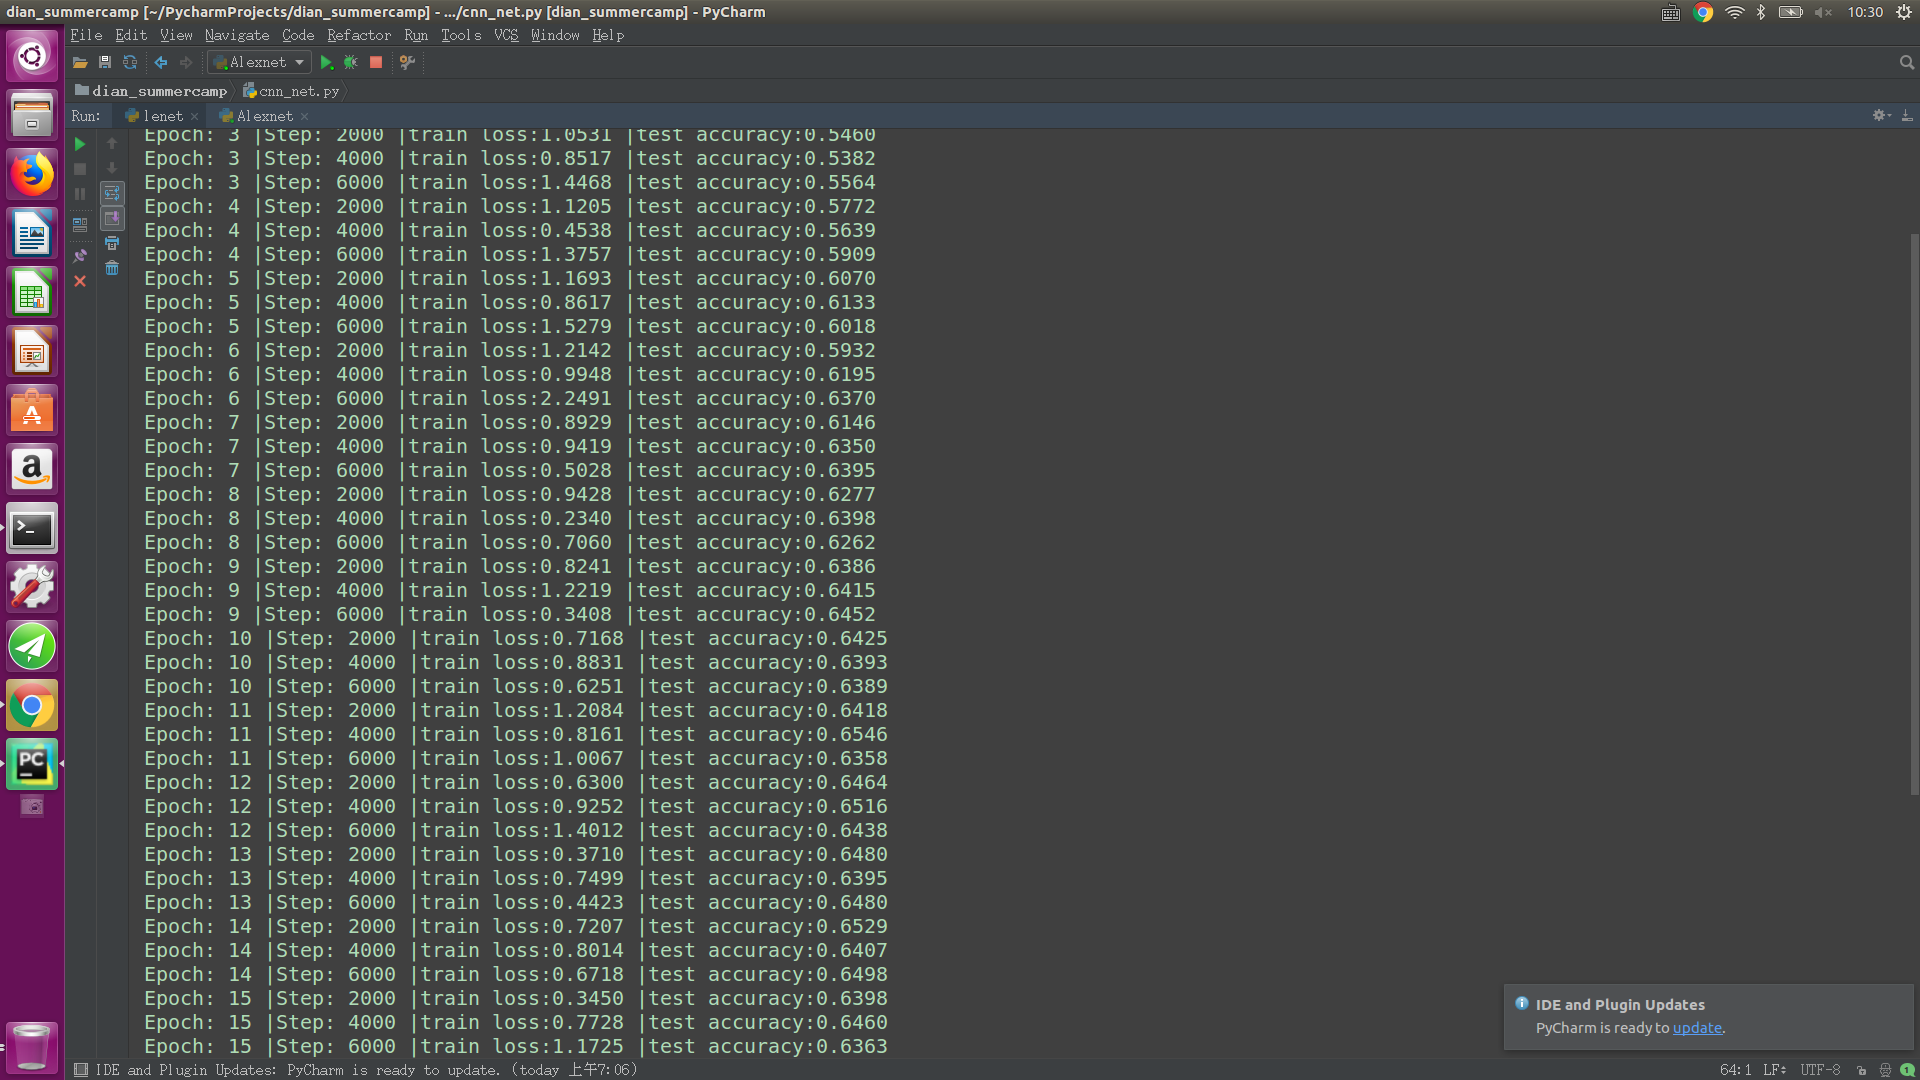 dian_summercamp [~/PycharmProjects/dian_summercamp] - .../cnn_net.py [dian_summercamp] - PyCharm
10:30
File Edit View Navigate Code Refactor Run Tools VCS Window Help
Alexnet
dian_summercamp cnn_net.py
Run: lenet Alexnet
Epoch: 3 |Step: 2000 |train loss:1.0531 |test accuracy:0.5460
Epoch: 3 |Step: 4000 |train loss:0.8517 |test accuracy:0.5382
Epoch: 3 |Step: 6000 |train loss:1.4468 |test accuracy:0.5564
Epoch: 4 |Step: 2000 |train loss:1.1205 |test accuracy:0.5772
Epoch: 4 |Step: 4000 |train loss:0.4538 |test accuracy:0.5639
Epoch: 4 |Step: 6000 |train loss:1.3757 |test accuracy:0.5909
Epoch: 5 |Step: 2000 |train loss:1.1693 |test accuracy:0.6070
Epoch: 5 |Step: 4000 |train loss:0.8617 |test accuracy:0.6133
Epoch: 5 |Step: 6000 |train loss:1.5279 |test accuracy:0.6018
Epoch: 6 |Step: 2000 |train loss:1.2142 |test accuracy:0.5932
Epoch: 6 |Step: 4000 |train loss:0.9948 |test accuracy:0.6195
Epoch: 6 |Step: 6000 |train loss:2.2491 |test accuracy:0.6370
Epoch: 7 |Step: 2000 |train loss:0.8929 |test accuracy:0.6146
Epoch: 7 |Step: 4000 |train loss:0.9419 |test accuracy:0.6350
Epoch: 7 |Step: 6000 |train loss:0.5028 |test accuracy:0.6395
Epoch: 8 |Step: 2000 |train loss:0.9428 |test accuracy:0.6277
Epoch: 8 |Step: 4000 |train loss:0.2340 |test accuracy:0.6398
Epoch: 8 |Step: 6000 |train loss:0.7060 |test accuracy:0.6262
Epoch: 9 |Step: 2000 |train loss:0.8241 |test accuracy:0.6386
Epoch: 9 |Step: 4000 |train loss:1.2219 |test accuracy:0.6415
Epoch: 9 |Step: 6000 |train loss:0.3408 |test accuracy:0.6452
Epoch: 10 |Step: 2000 |train loss:0.7168 |test accuracy:0.6425
Epoch: 10 |Step: 4000 |train loss:0.8831 |test accuracy:0.6393
Epoch: 10 |Step: 6000 |train loss:0.6251 |test accuracy:0.6389
Epoch: 11 |Step: 2000 |train loss:1.2084 |test accuracy:0.6418
Epoch: 11 |Step: 4000 |train loss:0.8161 |test accuracy:0.6546
Epoch: 11 |Step: 6000 |train loss:1.0067 |test accuracy:0.6358
Epoch: 12 |Step: 2000 |train loss:0.6300 |test accuracy:0.6464
Epoch: 12 |Step: 4000 |train loss:0.9252 |test accuracy:0.6516
Epoch: 12 |Step: 6000 |train loss:1.4012 |test accuracy:0.6438
Epoch: 13 |Step: 2000 |train loss:0.3710 |test accuracy:0.6480
Epoch: 13 |Step: 4000 |train loss:0.7499 |test accuracy:0.6395
Epoch: 13 |Step: 6000 |train loss:0.4423 |test accuracy:0.6480
Epoch: 14 |Step: 2000 |train loss:0.7207 |test accuracy:0.6529
Epoch: 14 |Step: 4000 |train loss:0.8014 |test accuracy:0.6407
Epoch: 14 |Step: 6000 |train loss:0.6718 |test accuracy:0.6498
Epoch: 15 |Step: 2000 |train loss:0.3450 |test accuracy:0.6398
Epoch: 15 |Step: 4000 |train loss:0.7728 |test accuracy:0.6460
Epoch: 15 |Step: 6000 |train loss:1.1725 |test accuracy:0.6363
IDE and Plugin Updates
PyCharm is ready to update.
IDE and Plugin Updates: PyCharm is ready to update. (today 上午7:06)
64:1 LF UTF-8 1